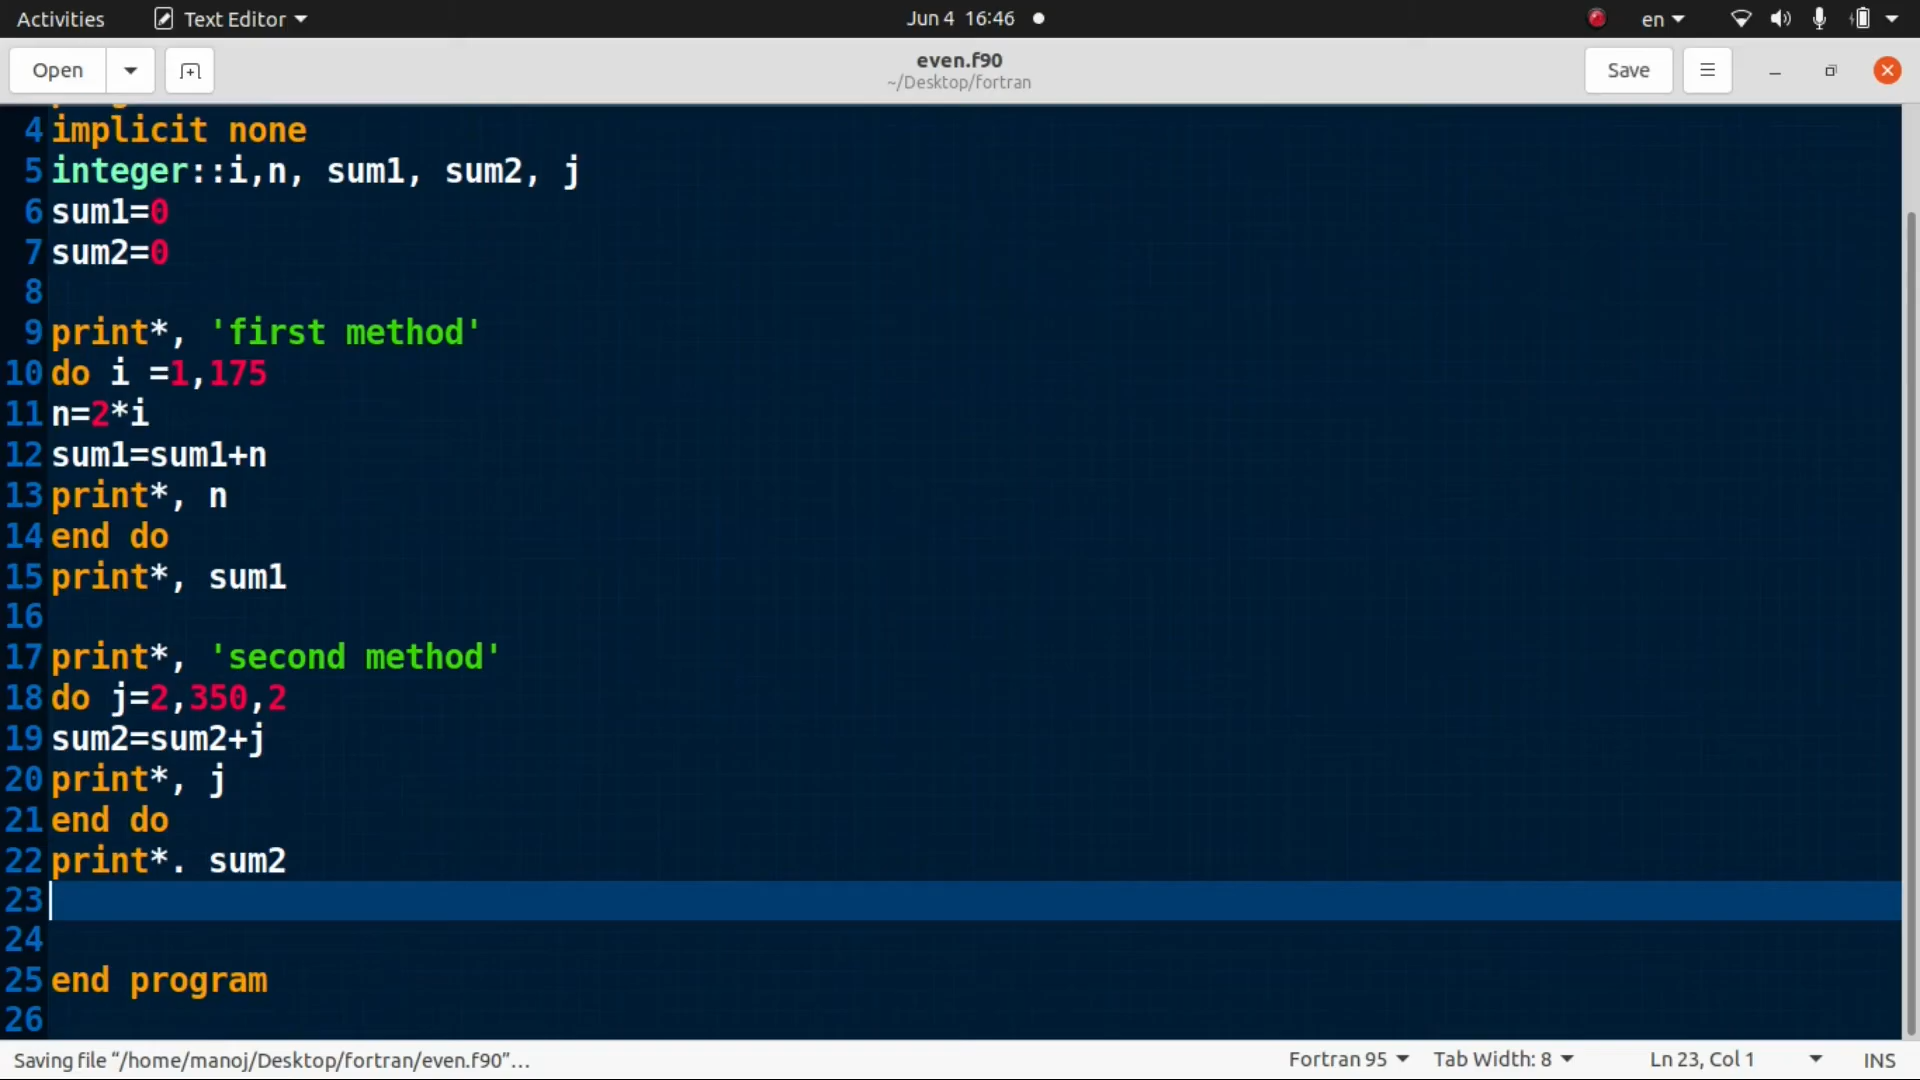 Activities Text Editor Jun 4 16:46 en
Open even.f90 Save
~/Desktop/fortran
4 implicit none
5 integer::i,n, sum1, sum2, j
6 sum1=0
7 sum2=0
8
9 print*, 'first method'
10 do i =1,175
11 n=2*i
12 sum1=sum1+n
13 print*, n
14 end do
15 print*, sum1
16
17 print*, 'second method'
18 do j=2,350,2
19 sum2=sum2+j
20 print*, j
21 end do
22 print*. sum2
23
24
25 end program
26
Saving file “/home/manoj/Desktop/fortran/even.f90”… Fortran 95 Tab Width: 8 Ln 23, Col 1 INS